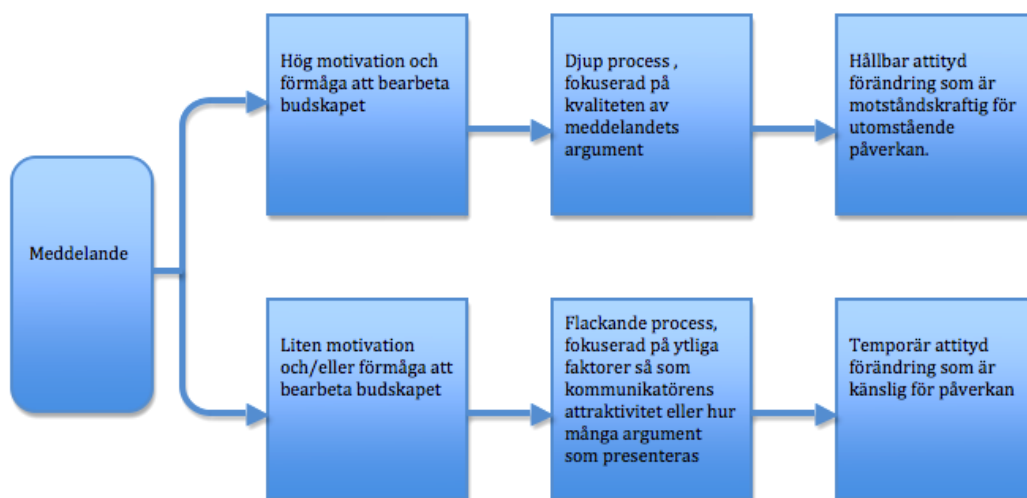 Meddelande
Hög motivation och
förmåga att bearbeta
budskapet
Djup process ,
fokuserad på
kvaliteten av
meddelandets
argument
Hållbar attityd
förändring som är
motståndskraftig för
utomstående
påverkan.
Liten motivation
och/eller förmåga att
bearbeta budskapet
Flackande process,
fokuserad på ytliga
faktorer så som
kommunikatörens
attraktivitet eller hur
många argument
som presenteras
Temporär attityd
förändring som är
känslig för påverkan